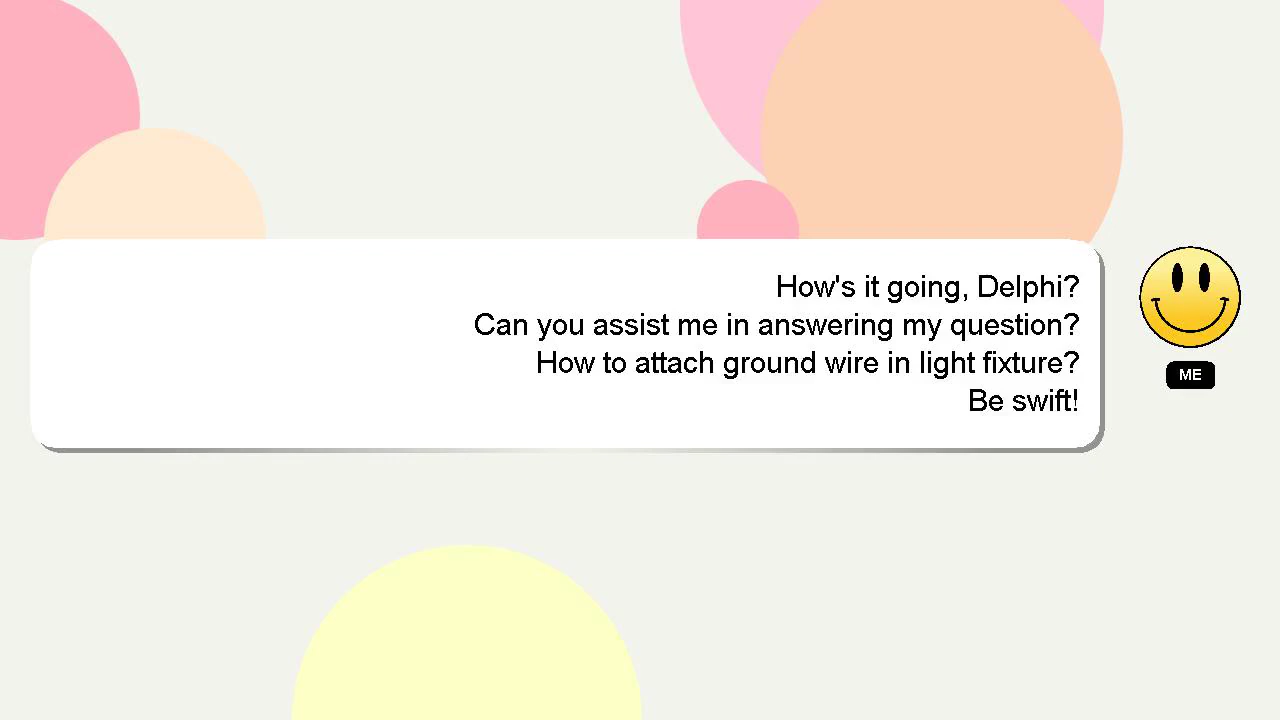 How's it going, Delphi?
Can you assist me in answering my question?
How to attach ground wire in light fixture?
Be swift!
ME